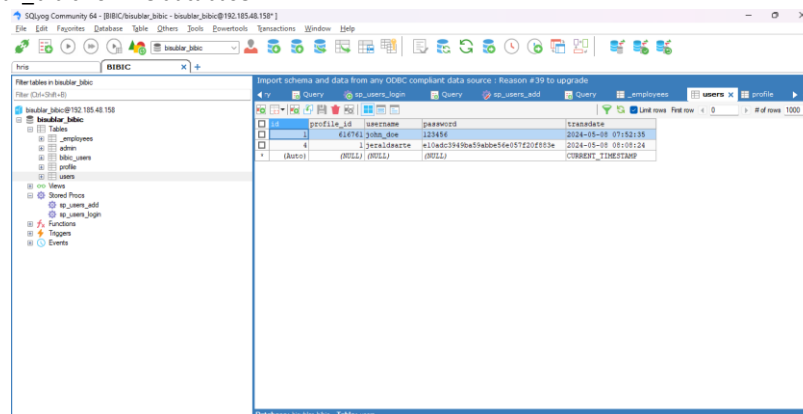 SQLyog Community 64 - [BIBIC/bisublar_bibic - bisublar_bibic@192.185.48.158* ]
File Edit Favorites Database Table Others Tools Powertools Transactions Window Help
bisublar_bibic
hris
BIBIC
Filter tables in bisublar_bibic
Filter (Ctrl+Shift+B)
bisublar_bibic@192.185.48.158
bisublar_bibic
Tables
_employees
admin
bibic_users
profile
users
Views
Stored Procs
sp_users_add
sp_users_login
Functions
Triggers
Events
Import schema and data from any ODBC compliant data source : Reason #39 to upgrade
Query sp_users_login Query sp_users_add Query _employees users profile
Limit rows First row 0 # of rows 1000
id profile_id username password transdate
1 616761 john_doe 123456 2024-05-08 07:52:35
4 1 jeraldsarte e10adc3949ba59abbe56e057f20f883e 2024-05-08 08:08:24
(Auto) (NULL) (NULL) (NULL) CURRENT_TIMESTAMP